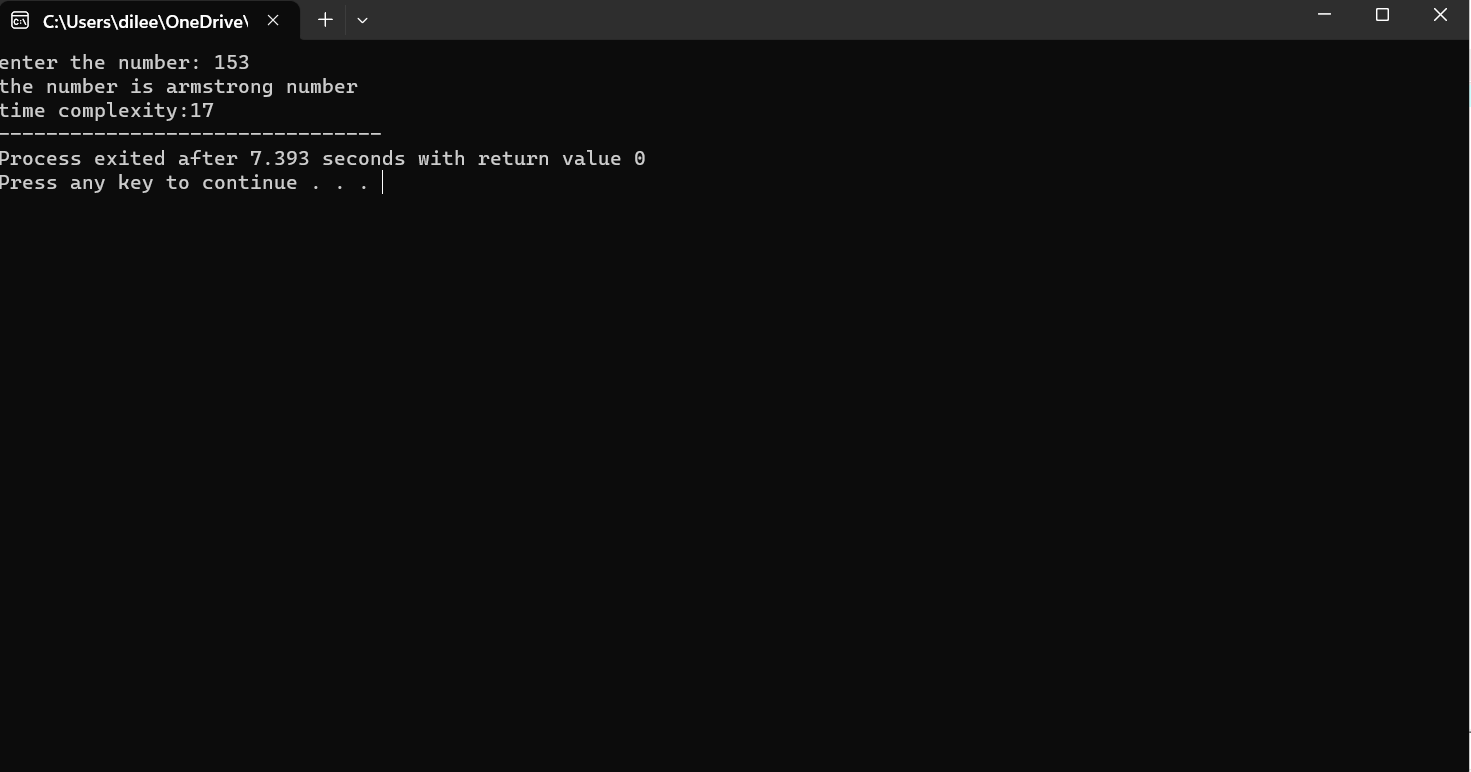 C:\Users\dilee\OneDrive\
enter the number: 153
the number is armstrong number
time complexity:17
--------------------------------
Process exited after 7.393 seconds with return value 0
Press any key to continue . . .